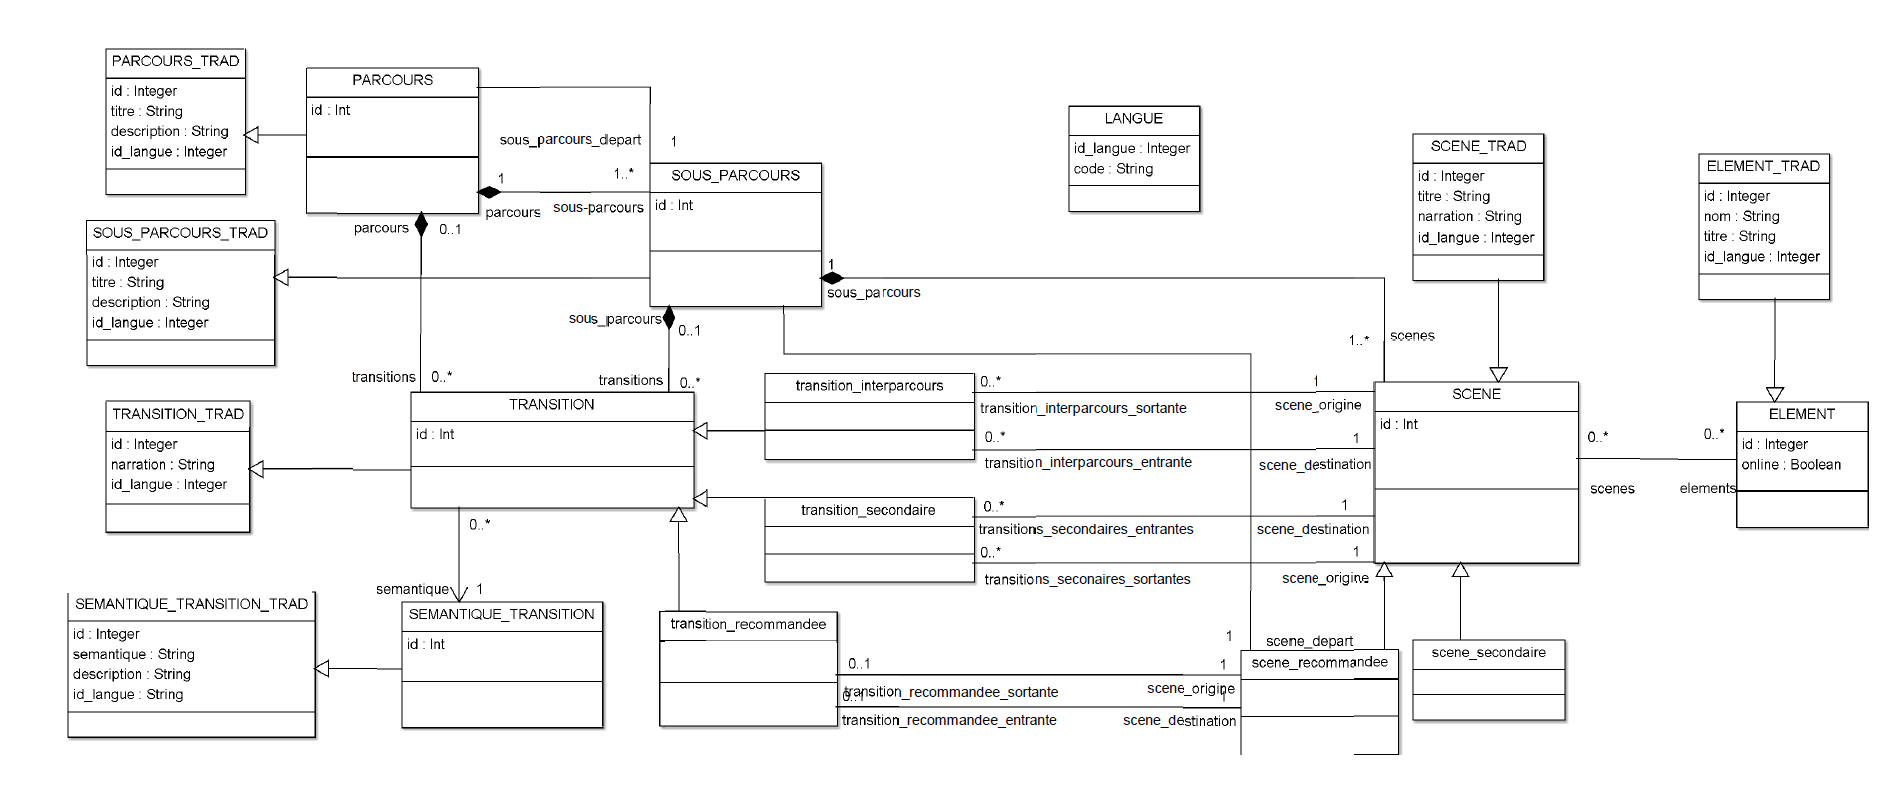 PARCOURS_TRAD
id : Integer
titre : String
description : String
id_langue : Integer
PARCOURS
id : Int
sous_parcours_depart
1
1
1..*
parcours
sous-parcours
SOUS_PARCOURS
id : Int
LANGUE
id_langue : Integer
code : String
SCENE_TRAD
id : Integer
titre : String
narration : String
id_langue : Integer
ELEMENT_TRAD
id : Integer
nom : String
titre : String
id_langue : Integer
parcours
0..1
SOUS_PARCOURS_TRAD
id : Integer
titre : String
description : String
id_langue : Integer
1
sous_parcours
sous_parcours
0..1
1..*
scenes
transitions
0..*
transitions
0..*
TRANSITION
id : Int
TRANSITION_TRAD
id : Integer
narration : String
id_langue : Integer
transition_interparcours
0..*
1
transition_interparcours_sortante
scene_origine
0..*
1
transition_interparcours_entrante
scene_destination
SCENE
id : Int
0..*
0..*
scenes
elements
ELEMENT
id : Integer
online : Boolean
transition_secondaire
0..*
1
transitions_secondaires_entrantes
scene_destination
0..*
1
transitions_seconaires_sortantes
scene_origine
0..*
semantique
1
SEMANTIQUE_TRANSITION_TRAD
id : Integer
semantique : String
description : String
id_langue : String
SEMANTIQUE_TRANSITION
id : Int
transition_recommandee
1
scene_depart
0..1
1
transition_recommandee_sortante
scene_origine
0..1
1
transition_recommandee_entrante
scene_destination
scene_recommandee
scene_secondaire